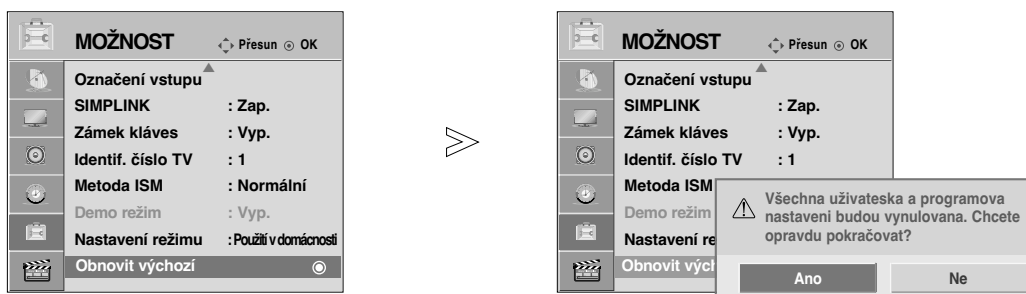 MOŽNOST Přesun OK
Označení vstupu
SIMPLINK : Zap.
Zámek kláves : Vyp.
Identif. číslo TV : 1
Metoda ISM : Normální
Demo režim : Vyp.
Nastavení režimu : Použití v domácnosti
Obnovit výchozí
MOŽNOST Přesun OK
Označení vstupu
SIMPLINK : Zap.
Zámek kláves : Vyp.
Identif. číslo TV : 1
Metoda ISM
Demo režim
Nastavení re
Obnovit vých
Všechna uživateska a programova
nastaveni budou vynulovana. Chcete
opravdu pokračovat?
Ano Ne